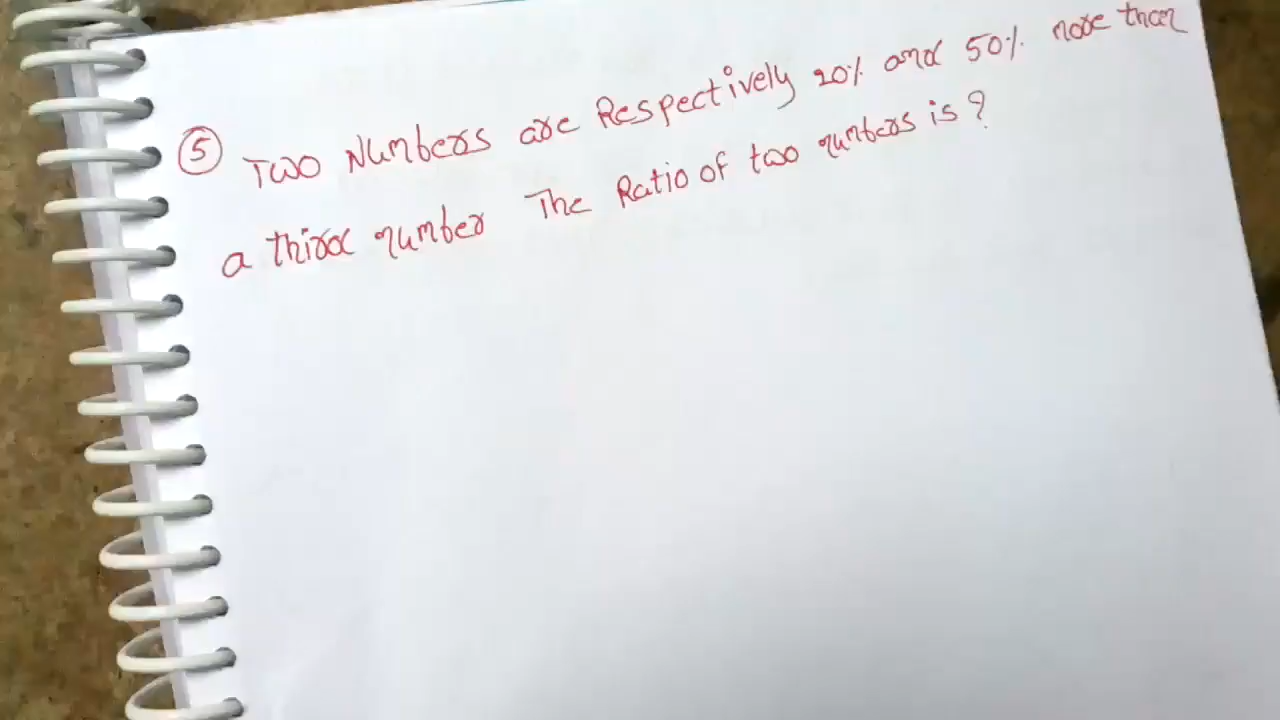 ⑤ Two Numbers are Respectively 20% and 50% more than
a third number The Ratio of two numbers is?